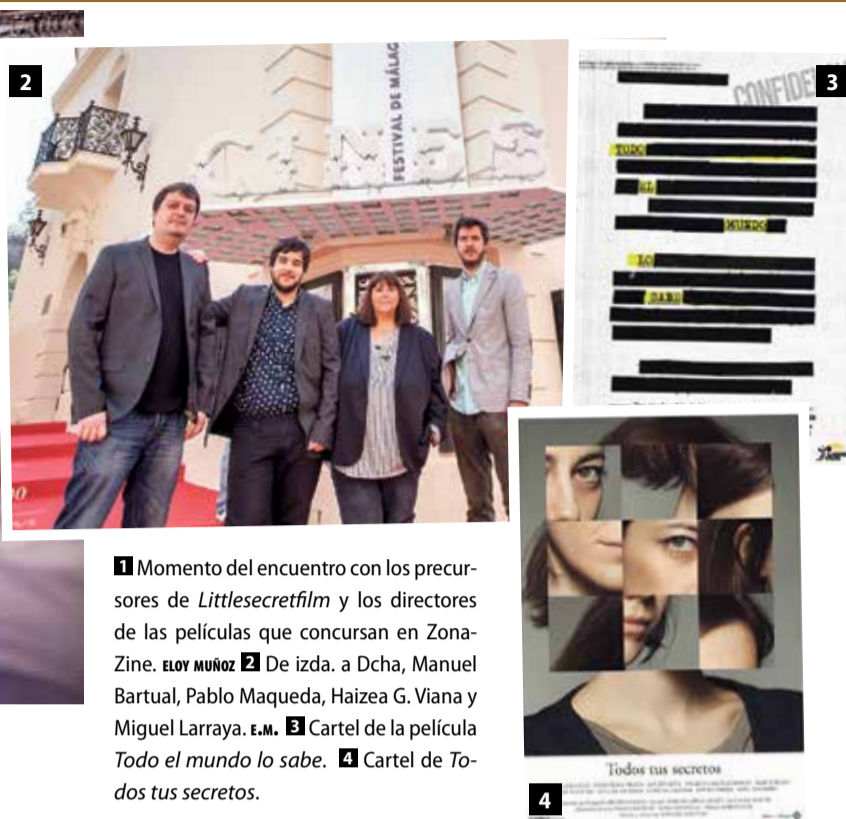 2
CINES
FESTIVAL DE MÁLAG
3
CONFIDE
TODO
EL
MUNDO
LO
SABE
1 Momento del encuentro con los precur-
sores de Littlesecretfilm y los directores
de las películas que concursan en Zona-
Zine. ELOY MUÑOZ 2 De izda. a Dcha, Manuel
Bartual, Pablo Maqueda, Haizea G. Viana y
Miguel Larraya. E.M. 3 Cartel de la película
Todo el mundo lo sabe. 4 Cartel de To-
dos tus secretos.
Todos tus secretos
4